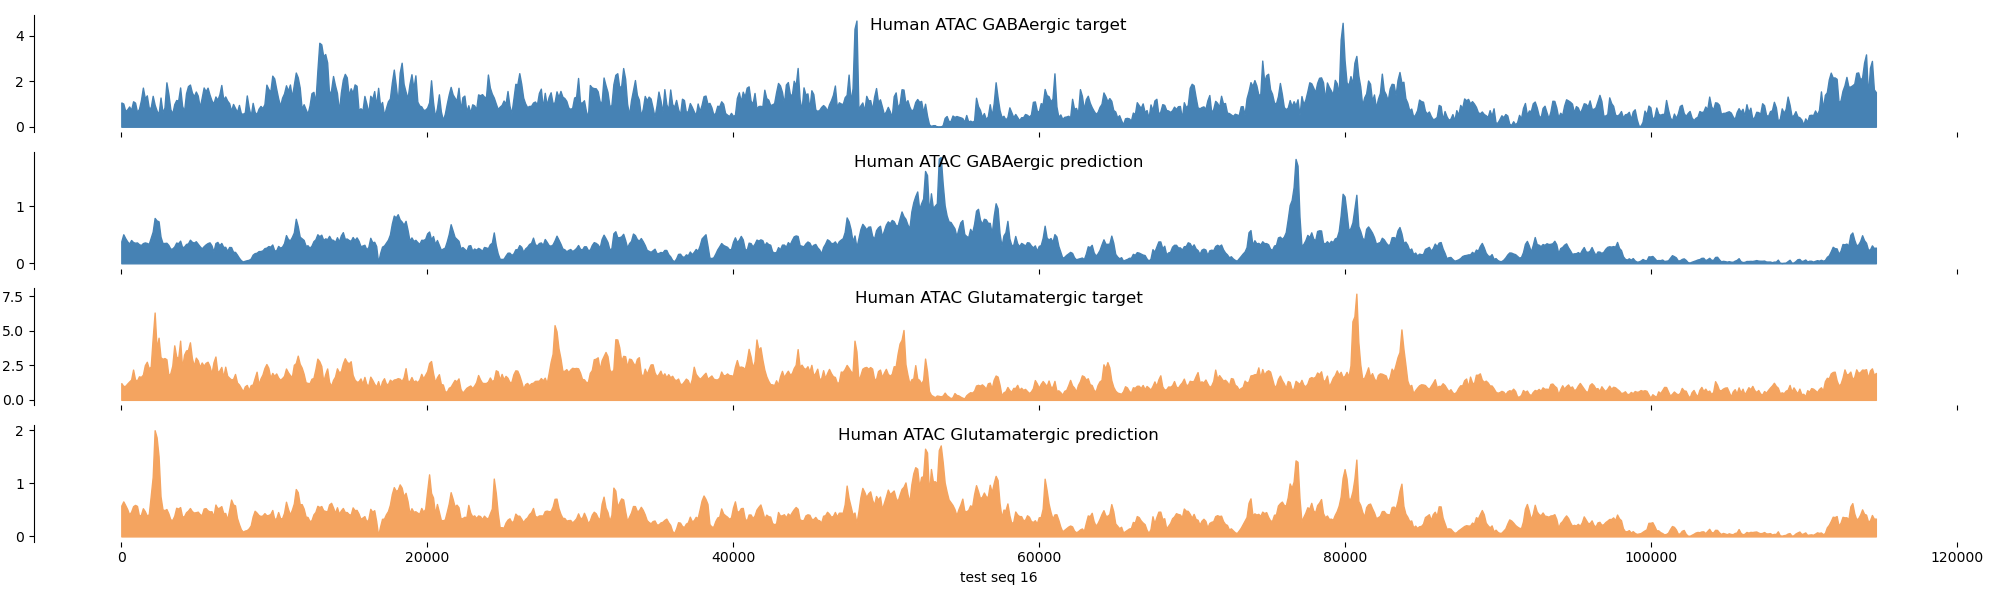 Human ATAC GABAergic target
4
2
0
Human ATAC GABAergic prediction
1
0
Human ATAC Glutamatergic target
7.5
5.0
2.5
0.0
Human ATAC Glutamatergic prediction
2
1
0
0 20000 40000 60000 80000 100000 120000
test seq 16